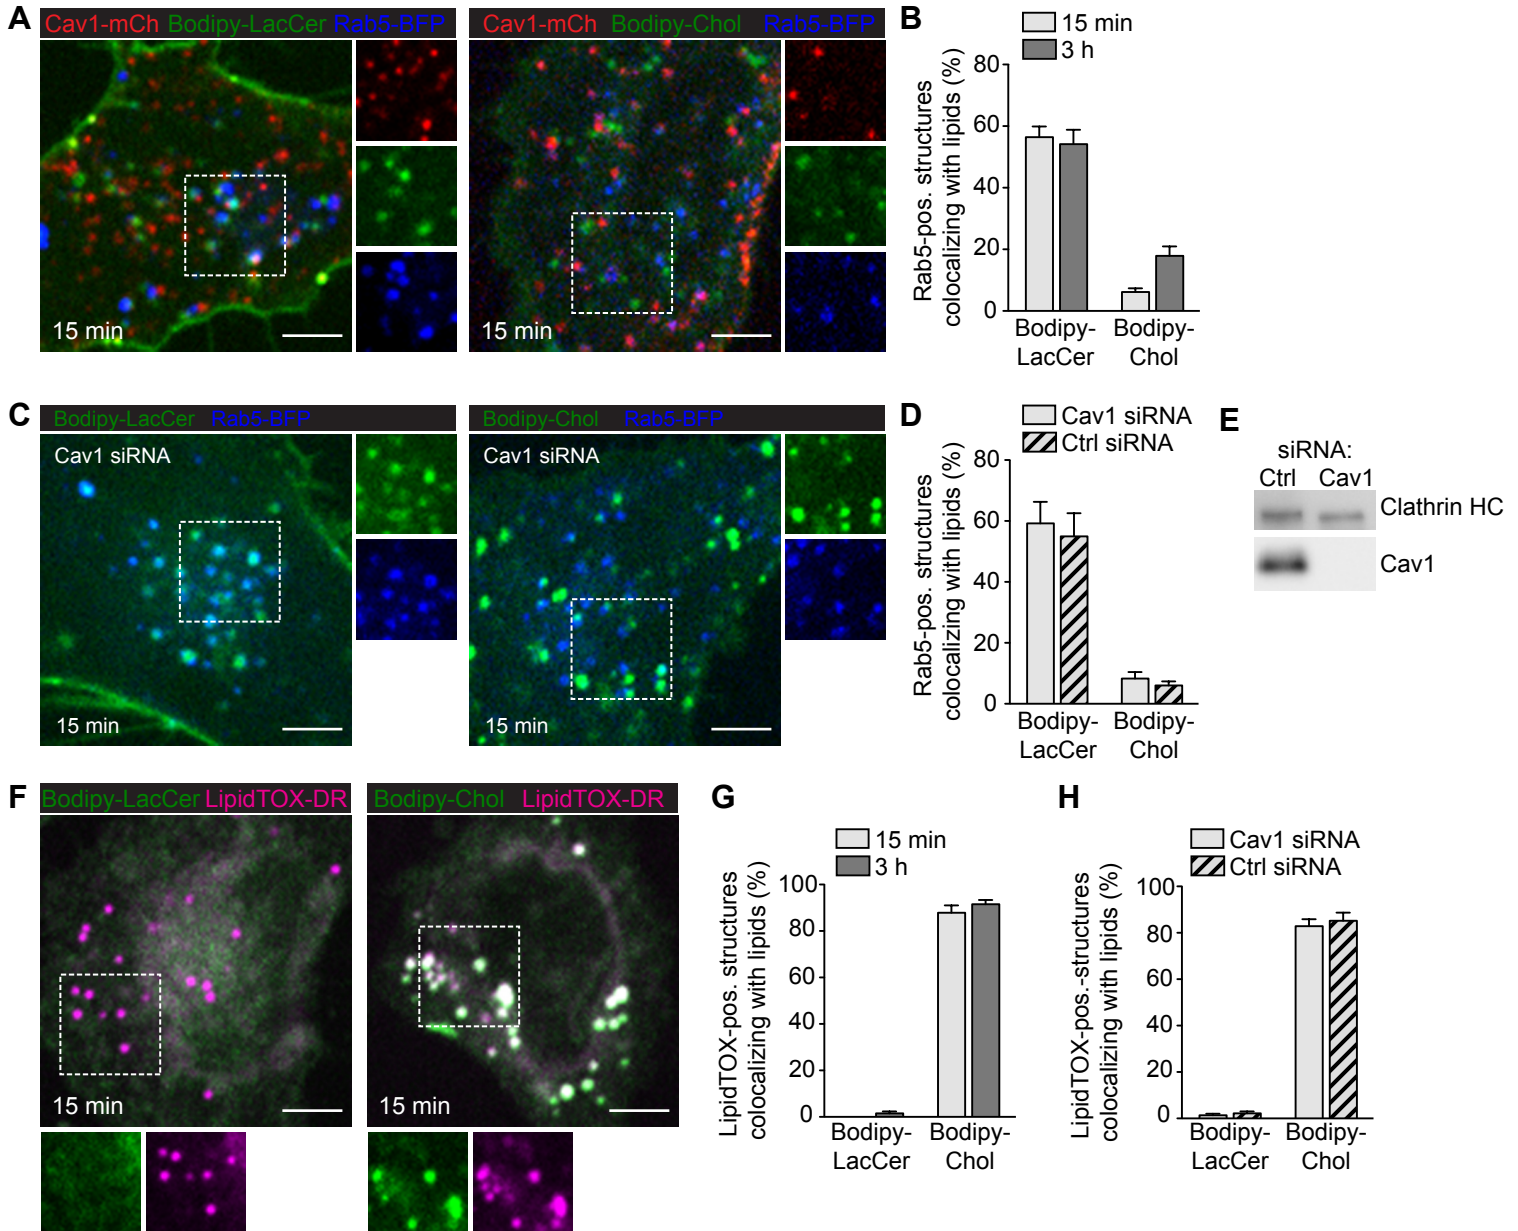 A
Cav1-mCh Bodipy-LacCer Rab5-BFP
15 min
Cav1-mCh Bodipy-Chol Rab5-BFP
15 min
B
15 min
3 h
Rab5-pos. structures
colocalizing with lipids (%)
80
60
40
20
0
Bodipy-
LacCer
Bodipy-
Chol
C
Bodipy-LacCer Rab5-BFP
Cav1 siRNA
15 min
Bodipy-Chol Rab5-BFP
Cav1 siRNA
15 min
D
Cav1 siRNA
Ctrl siRNA
Rab5-pos. structures
colocalizing with lipids (%)
80
60
40
20
0
Bodipy-
LacCer
Bodipy-
Chol
E
siRNA:
Ctrl Cav1
Clathrin HC
Cav1
F
Bodipy-LacCer LipidTOX-DR
15 min
Bodipy-Chol LipidTOX-DR
15 min
G
15 min
3 h
LipidTOX-pos. structures
colocalizing with lipids (%)
100
80
60
40
20
0
Bodipy-
LacCer
Bodipy-
Chol
H
Cav1 siRNA
Ctrl siRNA
LipidTOX-pos.-structures
colocalizing with lipids (%)
100
80
60
40
20
0
Bodipy-
LacCer
Bodipy-
Chol